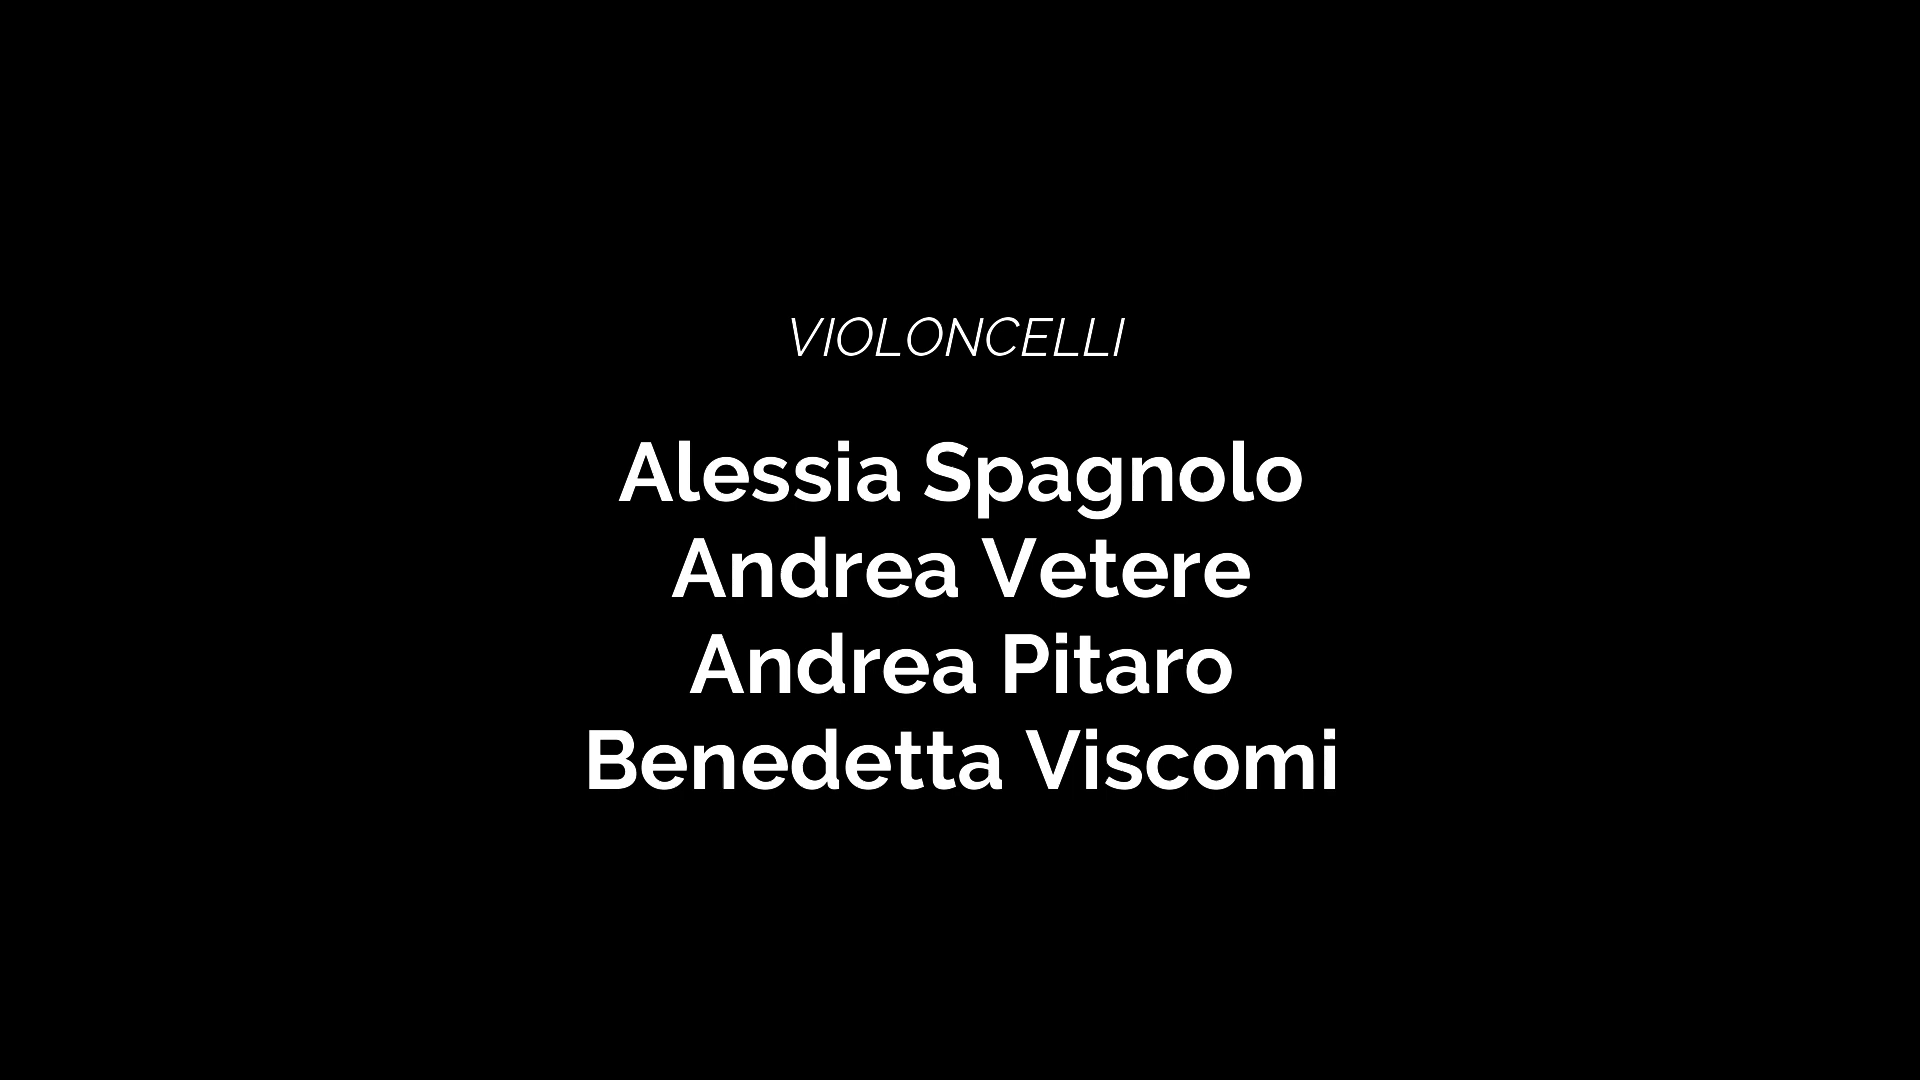 VIOLONCELLI
Alessia Spagnolo
Andrea Vetere
Andrea Pitaro
Benedetta Viscomi